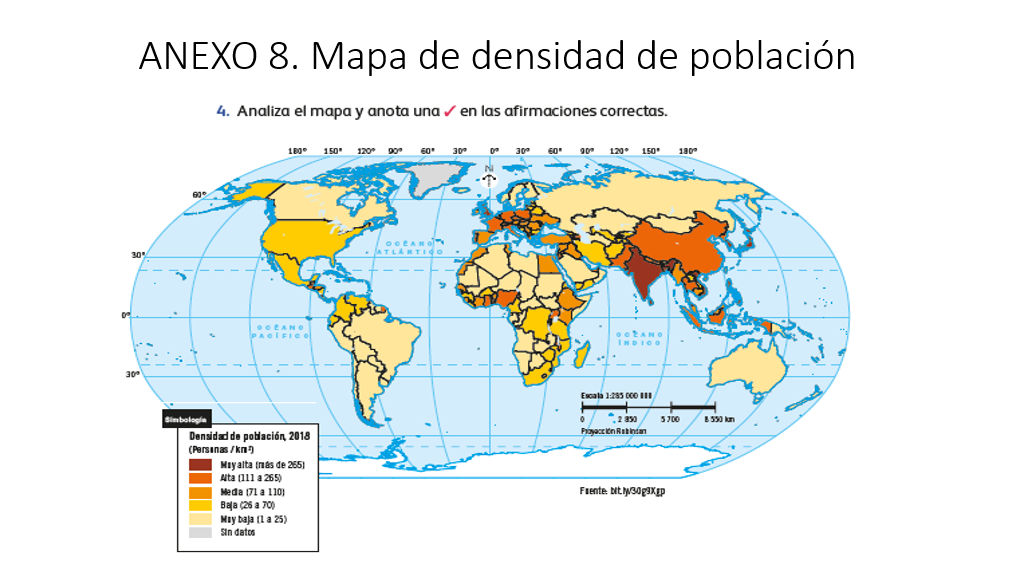 ANEXO 8. Mapa de densidad de población
4. Analiza el mapa y anota una ✓ en las afirmaciones correctas.
180° 150° 120° 90° 60° 30° 0° 30° 60° 90° 120° 150° 180°
N
60°
OCÉANO
ATLÁNTICO
30°
0°
OCÉANO
PACÍFICO
OCÉANO
ÍNDICO
30°
Escala 1:285 000 000
0 2 850 5 700 8 550 km
Proyección Robinson
Simbología
Densidad de población, 2018
(Personas / km²)
Muy alta (más de 265)
Alta (111 a 265)
Media (71 a 110)
Baja (26 a 70)
Muy baja (1 a 25)
Sin datos
Fuente: bit.ly/30g9Xgp